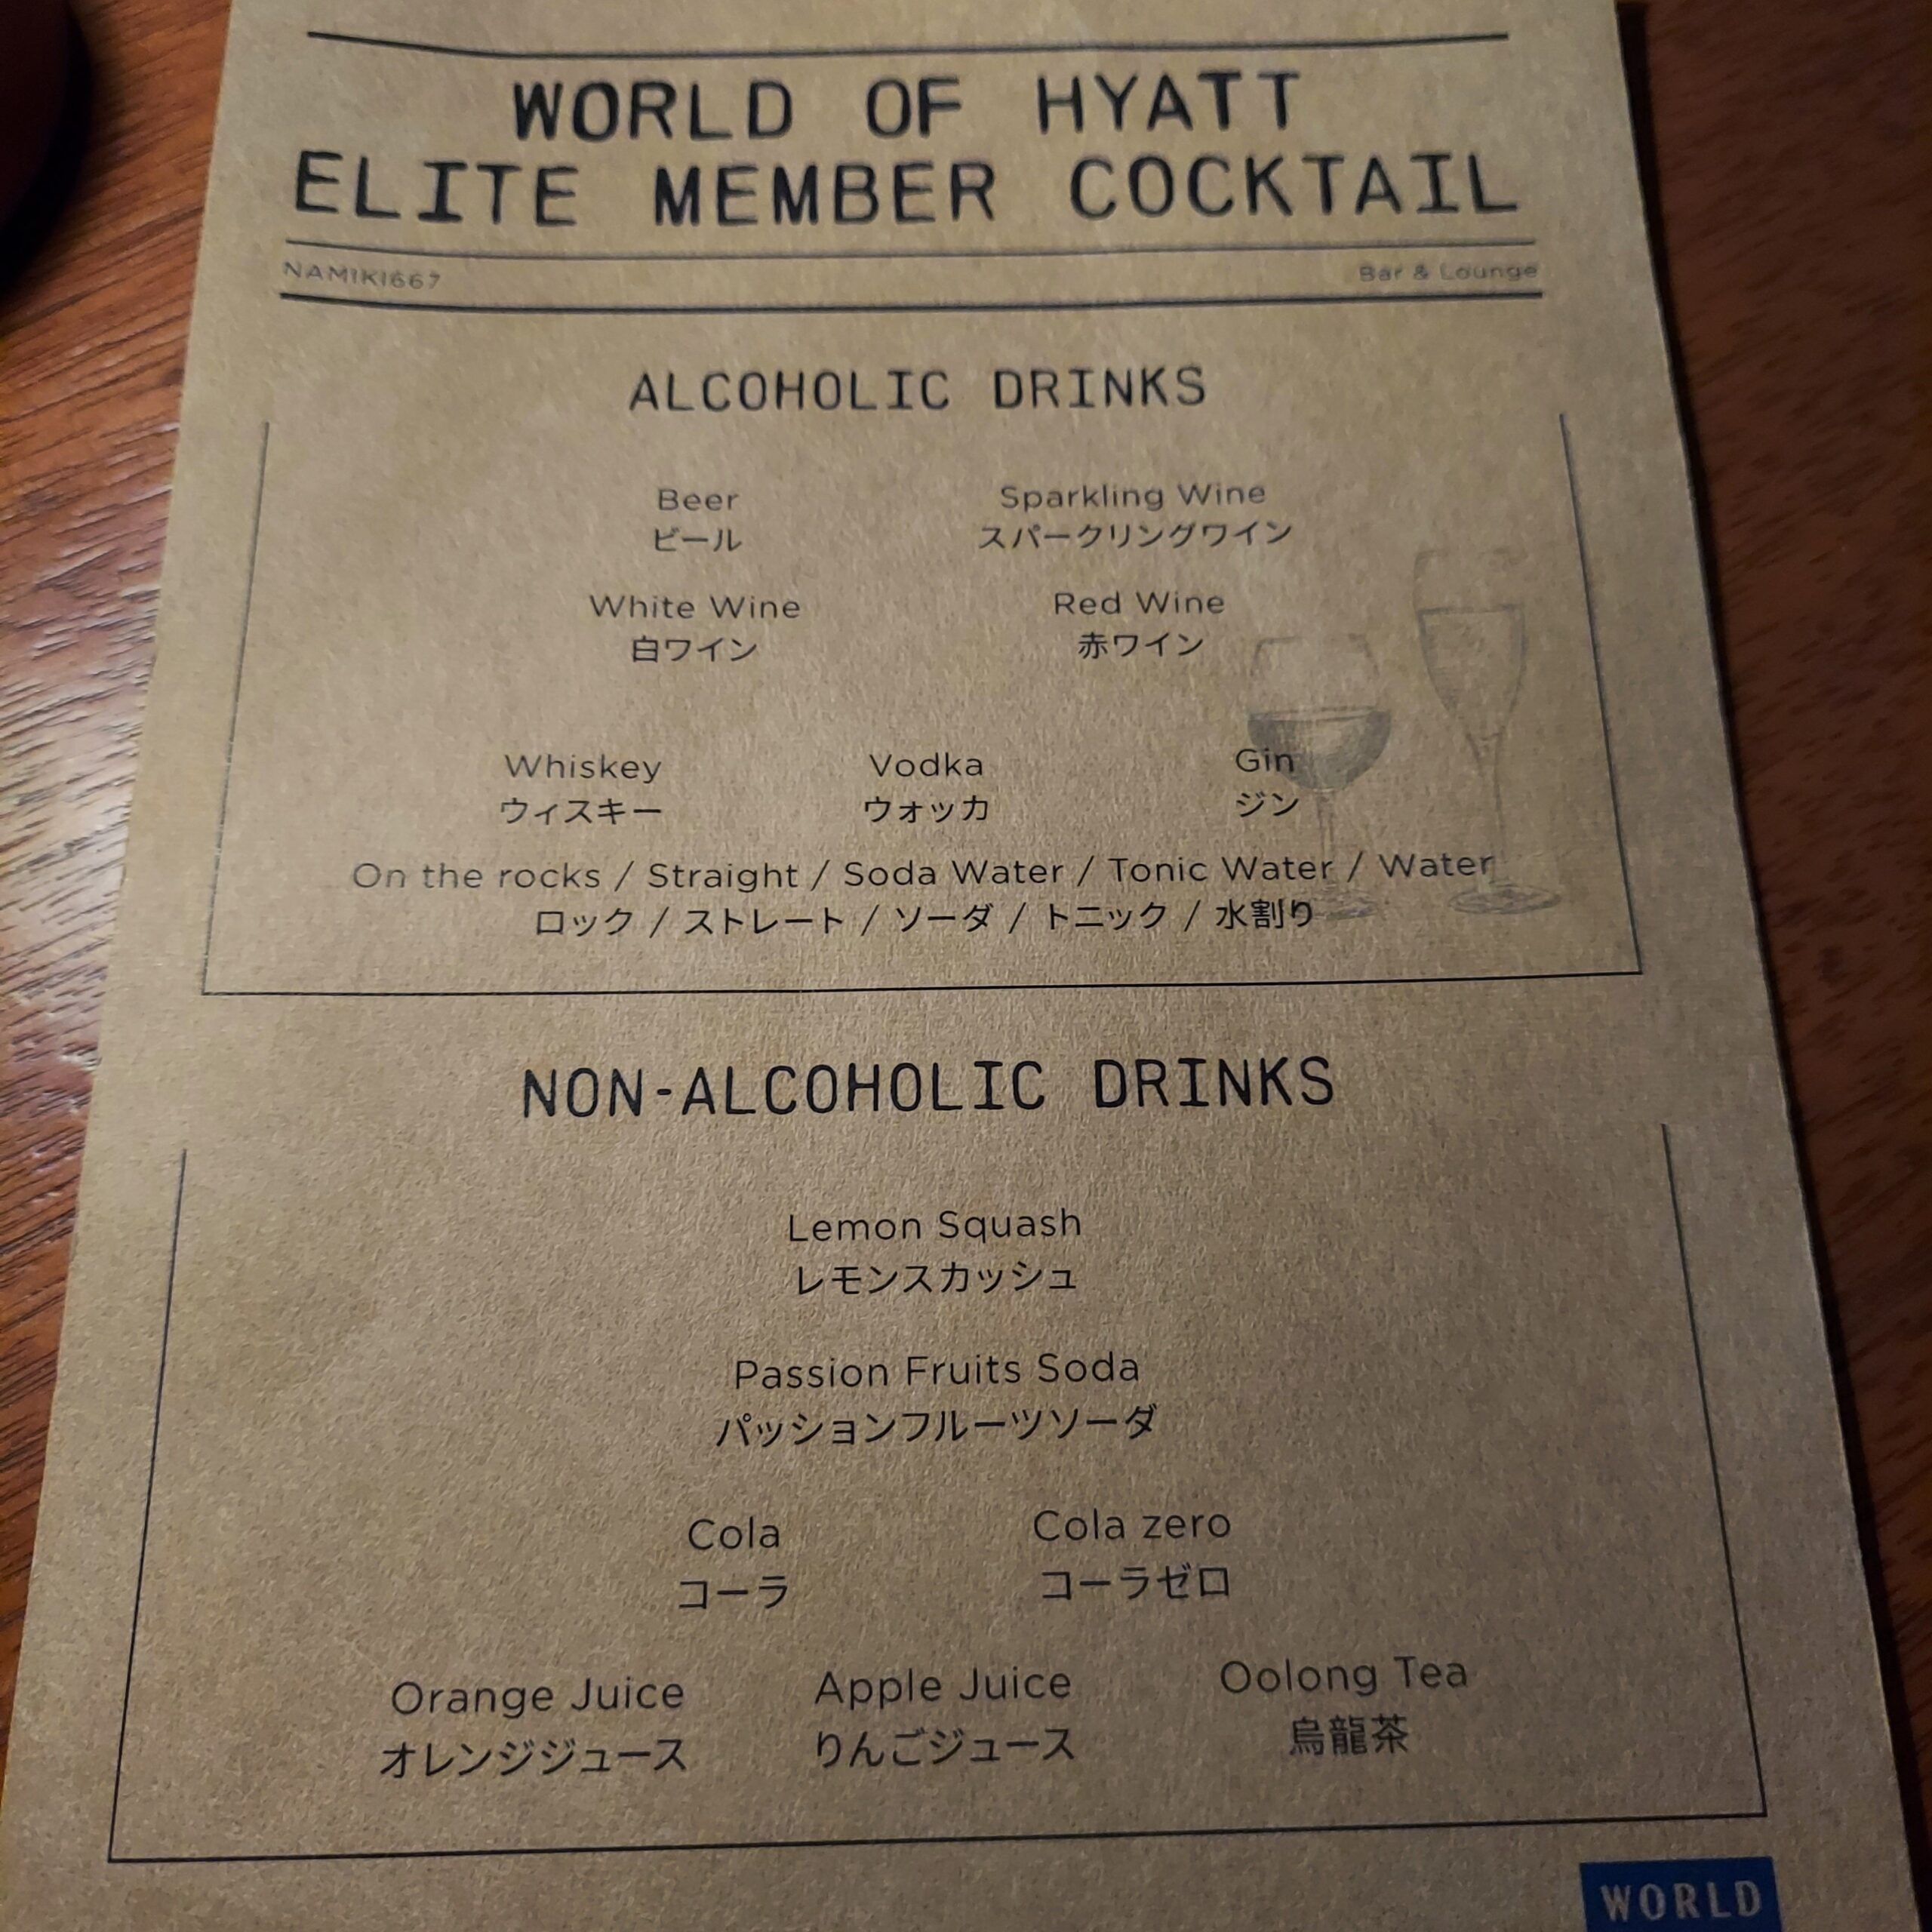 WORLD OF HYATT
ELITE MEMBER COCKTAIL
NAMIKI667 Bar & Lounge
ALCOHOLIC DRINKS
Beer Sparkling Wine
ビール スパークリングワイン
White Wine Red Wine
白ワイン 赤ワイン
Whiskey Vodka Gin
ウィスキー ウォッカ ジン
On the rocks / Straight / Soda Water / Tonic Water / Water
ロック / ストレート / ソーダ / トニック / 水割り
NON-ALCOHOLIC DRINKS
Lemon Squash
レモンスカッシュ
Passion Fruits Soda
パッションフルーツソーダ
Cola Cola zero
コーラ コーラゼロ
Orange Juice Apple Juice Oolong Tea
オレンジジュース りんごジュース 烏龍茶
WORLD